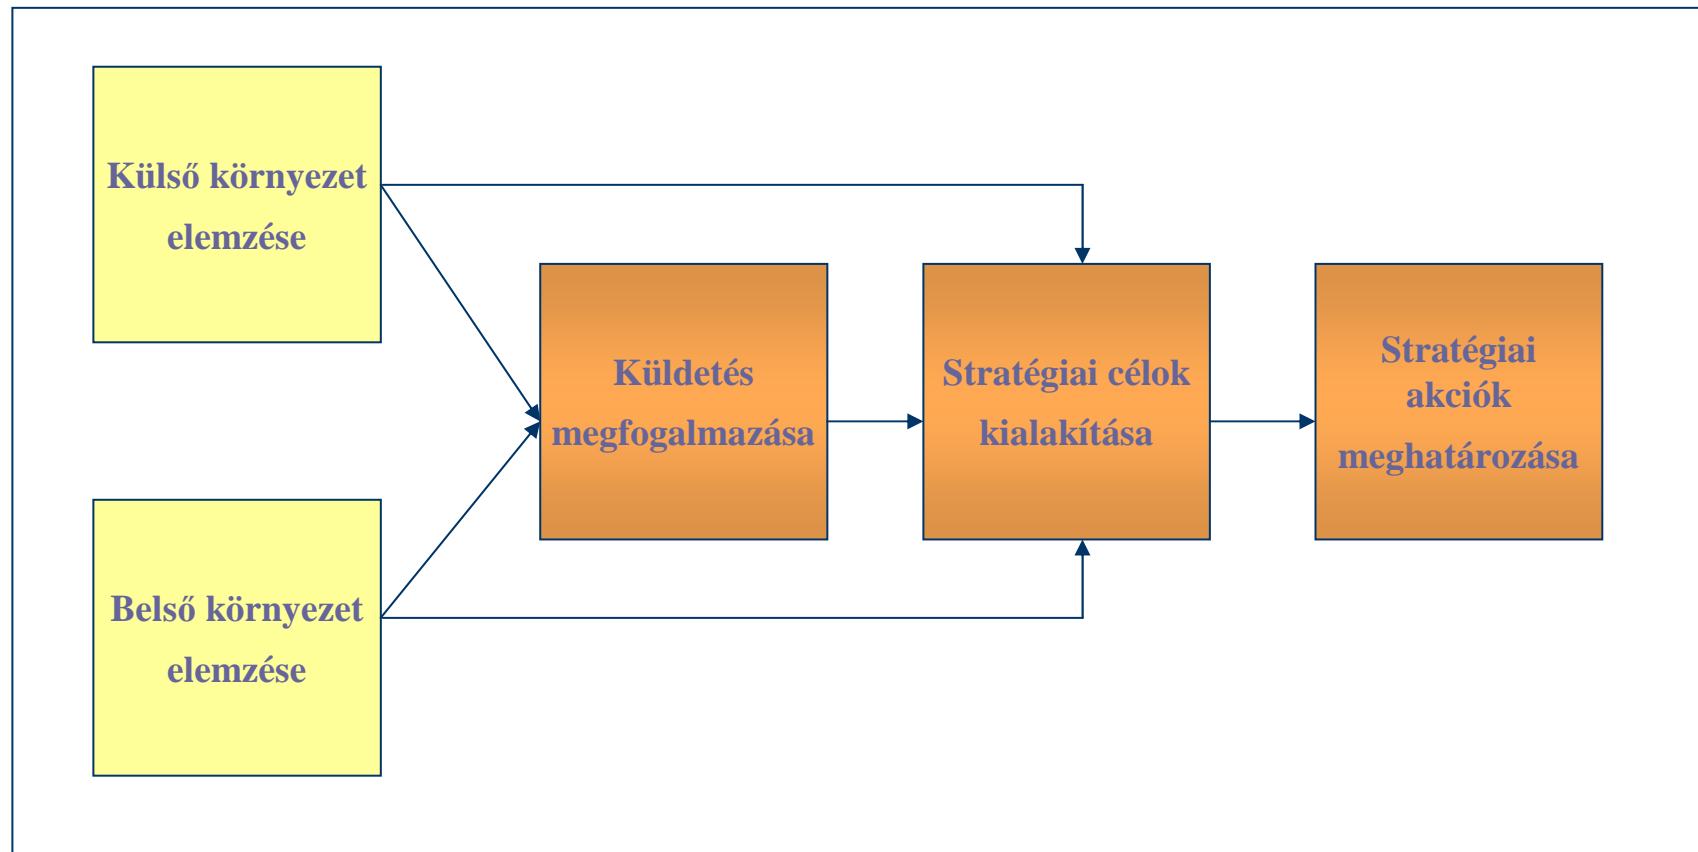 Külső környezet
elemzése
Belső környezet
elemzése
Küldetés
megfogalmazása
Stratégiai célok
kialakítása
Stratégiai
akciók
meghatározása